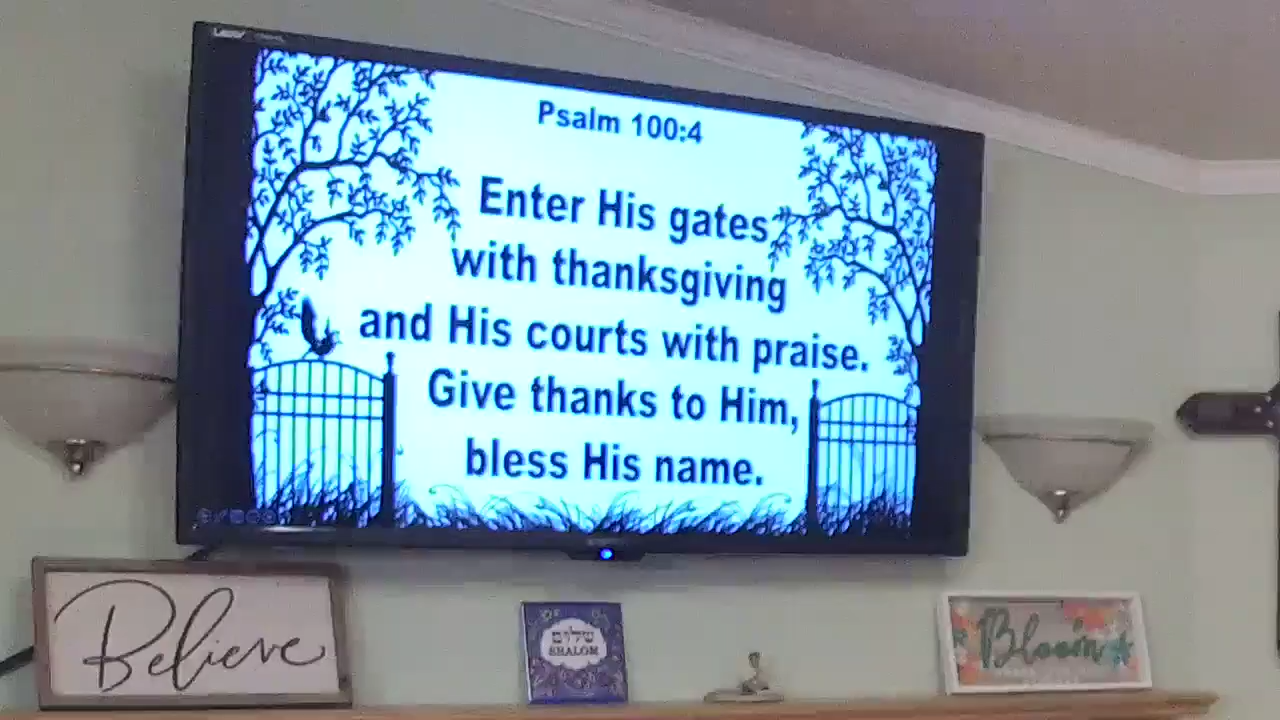 Psalm 100:4
Enter His gates
with thanksgiving
and His courts with praise.
Give thanks to Him,
bless His name.
Believe
שלום
SHALOM
Bloom